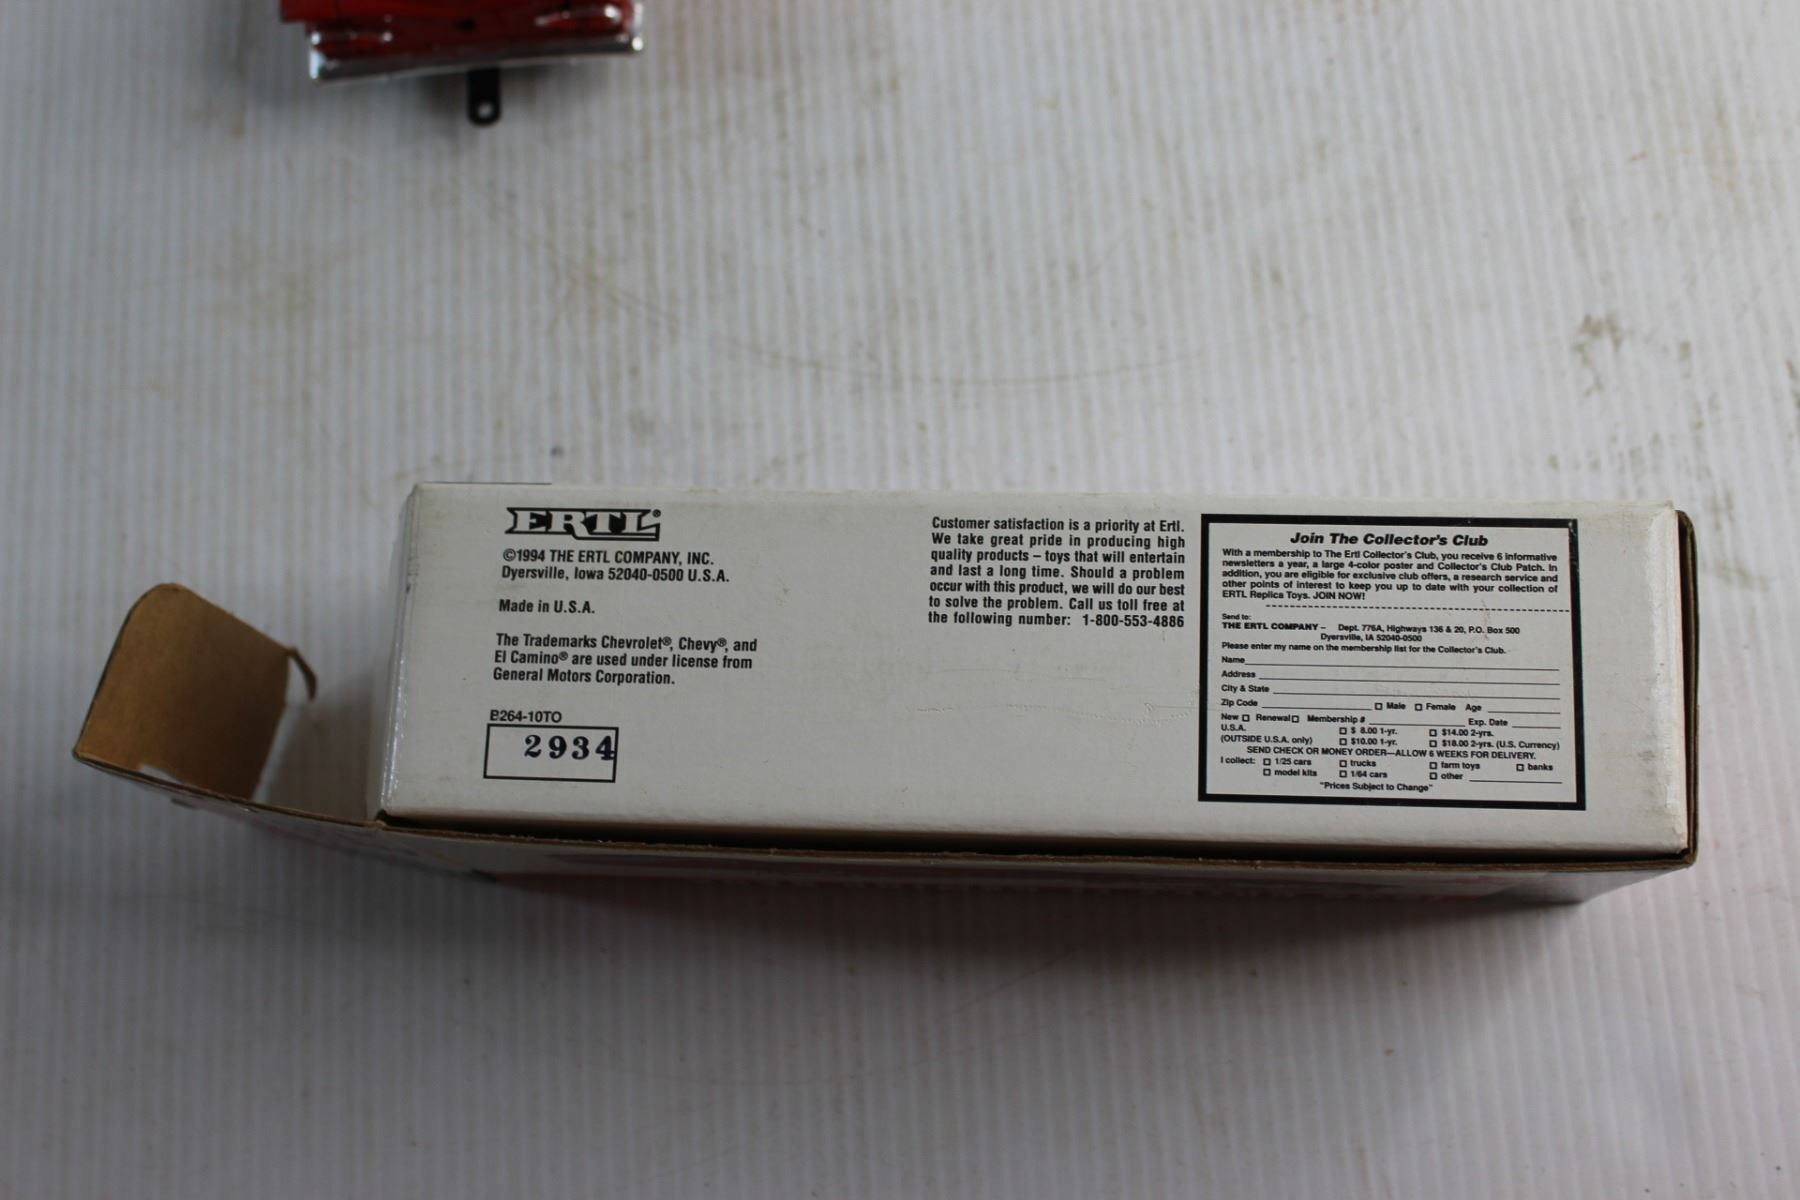 ERTL®
©1994 THE ERTL COMPANY, INC.
Dyersville, Iowa 52040-0500 U.S.A.
Made in U.S.A.
The Trademarks Chevrolet®, Chevy®, and
El Camino® are used under license from
General Motors Corporation.
B264-10TO
2934
Customer satisfaction is a priority at Ertl.
We take great pride in producing high
quality products – toys that will entertain
and last a long time. Should a problem
occur with this product, we will do our best
to solve the problem. Call us toll free at
the following number: 1-800-553-4886
Join The Collector's Club
With a membership to The Ertl Collector's Club, you receive 6 informative
newsletters a year, a large 4-color poster and Collector's Club Patch. In
addition, you are eligible for exclusive club offers, a research service and
other points of interest to keep you up to date with your collection of
ERTL Replica Toys. JOIN NOW!
Send to:
THE ERTL COMPANY – Dept. 776A, Highways 136 & 20, P.O. Box 500
Dyersville, IA 52040-0500
Please enter my name on the membership list for the Collector's Club.
Name
Address
City & State
Zip Code Male Female Age
New Renewal Membership # Exp. Date
U.S.A. $ 8.00 1-yr. $14.00 2-yrs.
(OUTSIDE U.S.A. only) $10.00 1-yr. $18.00 2-yrs. (U.S. Currency)
SEND CHECK OR MONEY ORDER—ALLOW 6 WEEKS FOR DELIVERY.
I collect: 1/25 cars trucks farm toys banks
model kits 1/64 cars other
"Prices Subject to Change"